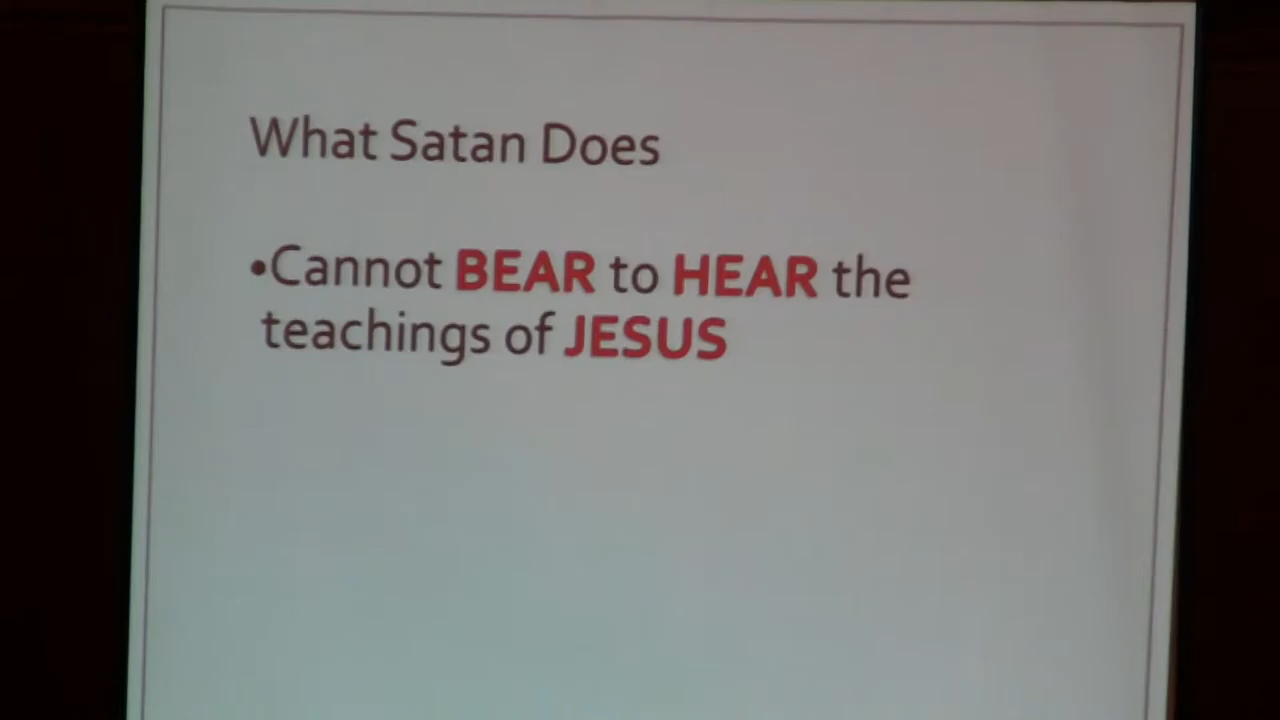 What Satan Does
•Cannot BEAR to HEAR the
teachings of JESUS